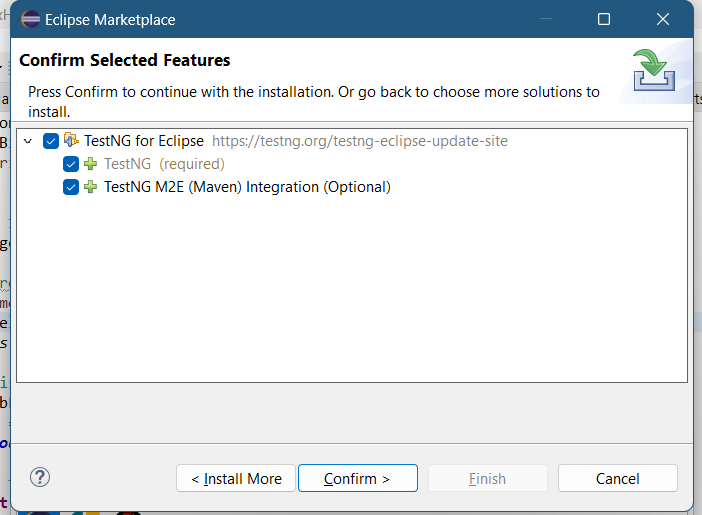 Eclipse Marketplace
Confirm Selected Features
Press Confirm to continue with the installation. Or go back to choose more solutions to
install.
TestNG for Eclipse https://testng.org/testng-eclipse-update-site
TestNG (required)
TestNG M2E (Maven) Integration (Optional)
< Install More
Confirm >
Finish
Cancel